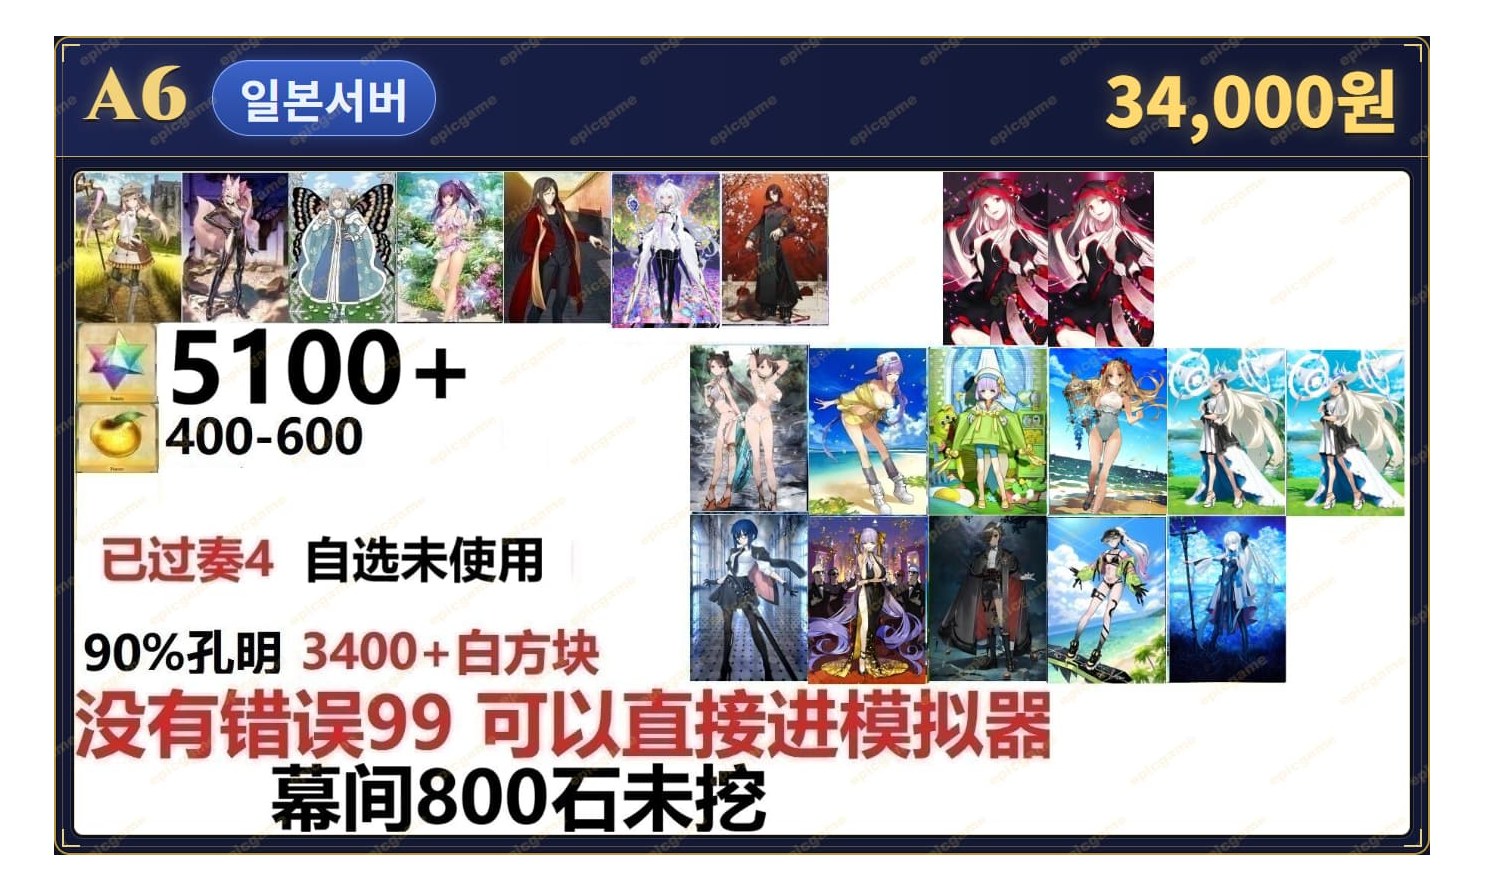 A6 일본서버 34,000원
5100+
400-600
已过奏4 自选未使用
90%孔明 3400+白方块
没有错误99 可以直接进模拟器
幕间800石未挖
epicgame